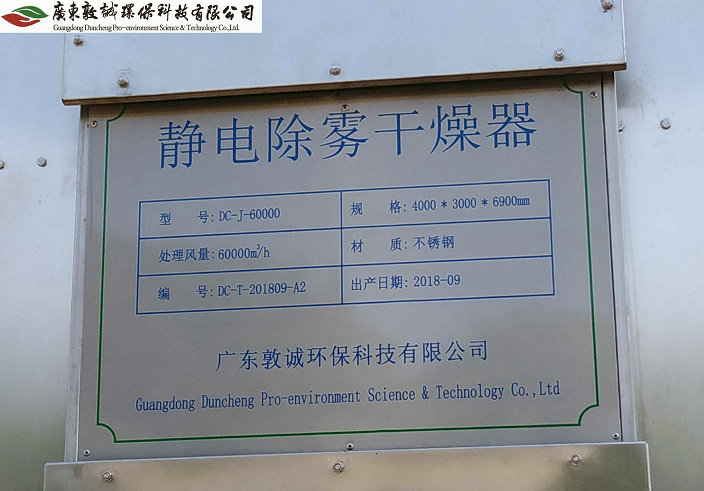 廣東敦誠環保科技有限公司
Guangdong Duncheng Pro-environment Science & Technology Co.,Ltd.
静电除雾干燥器
型 号: DC-J-60000
规 格: 4000 * 3000 * 6900mm
处理风量: 60000m³/h
材 质: 不锈钢
编 号: DC-T-201809-A2
出产日期: 2018-09
广东敦诚环保科技有限公司
Guangdong Duncheng Pro-environment Science & Technology Co.,Ltd